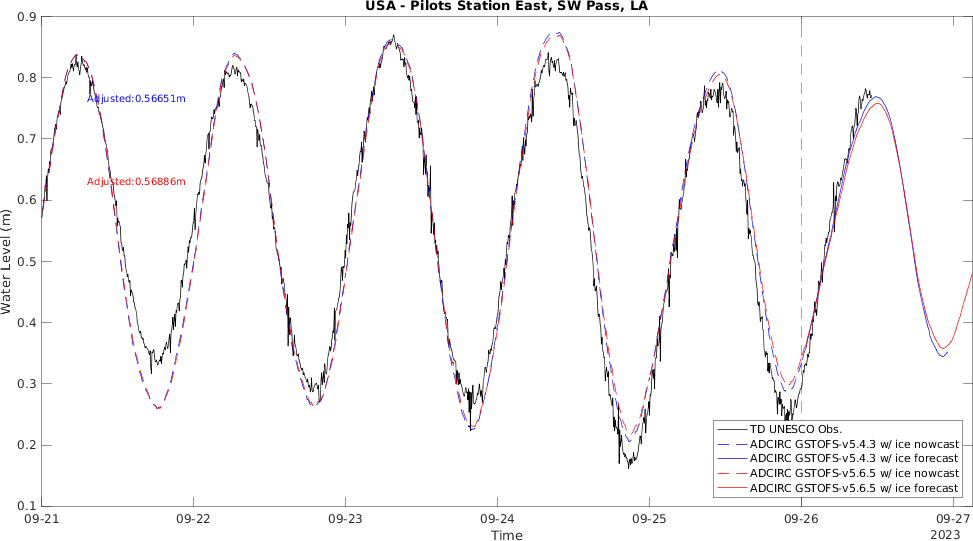 USA - Pilots Station East, SW Pass, LA
0.9
0.8
0.7
0.6
0.5
0.4
0.3
0.2
0.1
Water Level (m)
Adjusted:0.56651m
Adjusted:0.56886m
TD UNESCO Obs.
ADCIRC GSTOFS-v5.4.3 w/ ice nowcast
ADCIRC GSTOFS-v5.4.3 w/ ice forecast
ADCIRC GSTOFS-v5.6.5 w/ ice nowcast
ADCIRC GSTOFS-v5.6.5 w/ ice forecast
09-21 09-22 09-23 09-24 09-25 09-26 09-27
Time
2023